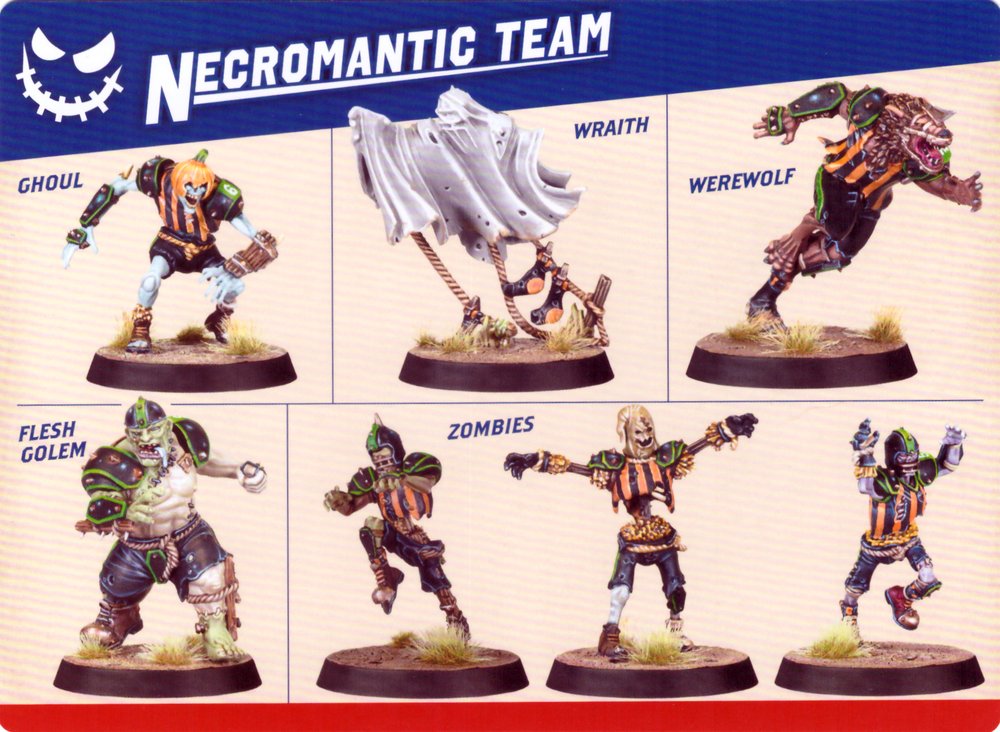 NECROMANTIC TEAM
GHOUL
WRAITH
WEREWOLF
FLESH
GOLEM
ZOMBIES